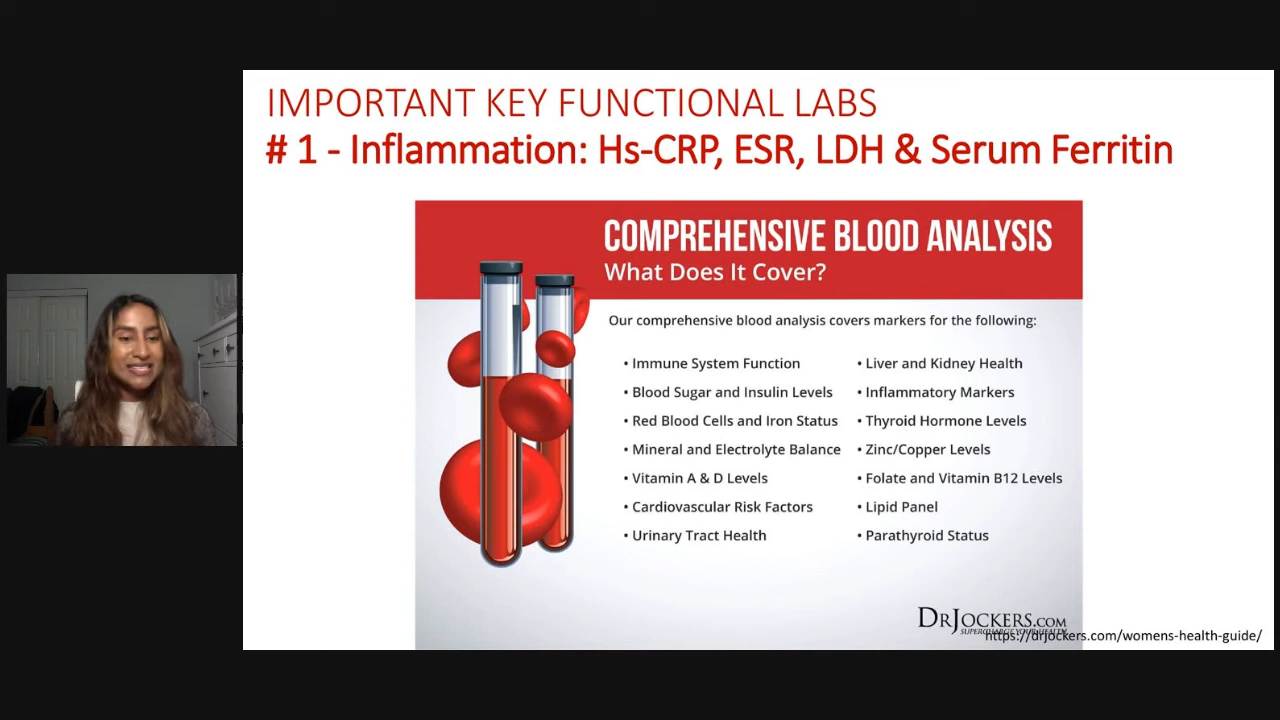 IMPORTANT KEY FUNCTIONAL LABS
# 1 - Inflammation: Hs-CRP, ESR, LDH & Serum Ferritin
COMPREHENSIVE BLOOD ANALYSIS
What Does It Cover?
Our comprehensive blood analysis covers markers for the following:
• Immune System Function
• Blood Sugar and Insulin Levels
• Red Blood Cells and Iron Status
• Mineral and Electrolyte Balance
• Vitamin A & D Levels
• Cardiovascular Risk Factors
• Urinary Tract Health
• Liver and Kidney Health
• Inflammatory Markers
• Thyroid Hormone Levels
• Zinc/Copper Levels
• Folate and Vitamin B12 Levels
• Lipid Panel
• Parathyroid Status
DRJOCKERS.COM
SUPERCHARGE YOUR HEALTH
https://drjockers.com/womens-health-guide/